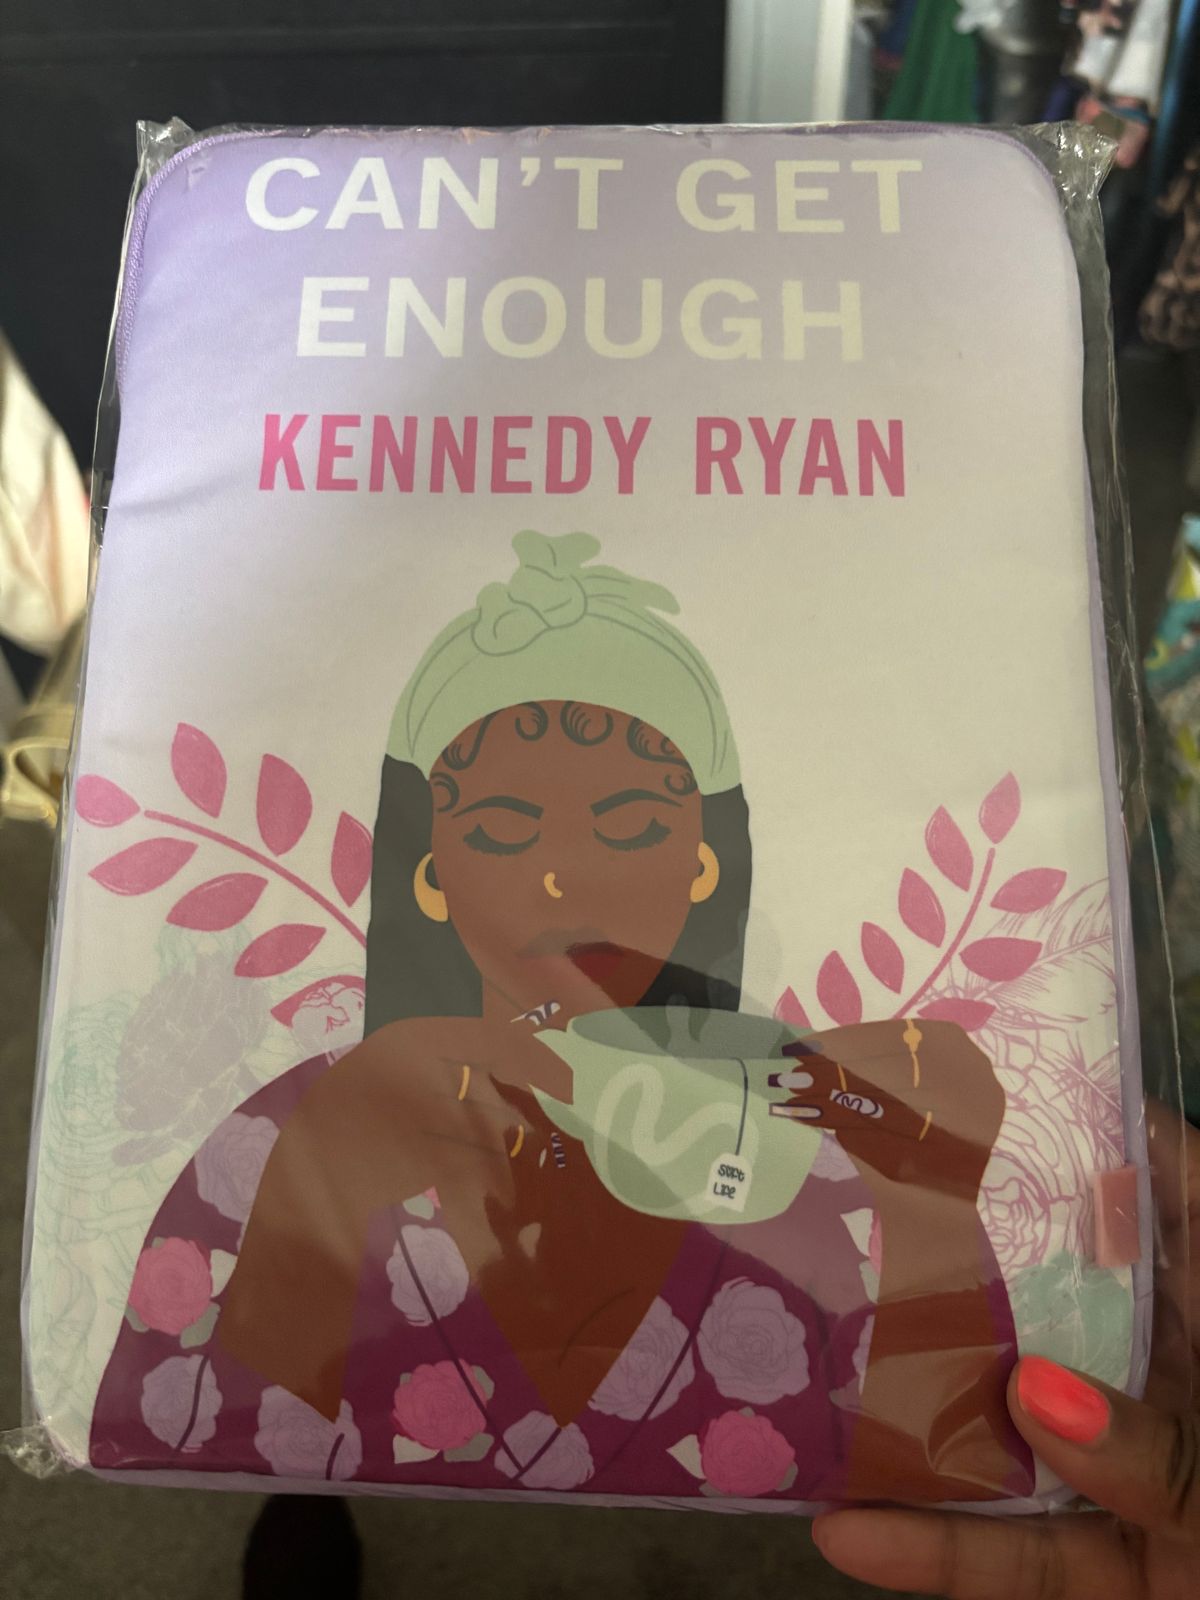 CAN'T GET
ENOUGH
KENNEDY RYAN
SOFT
LIFE